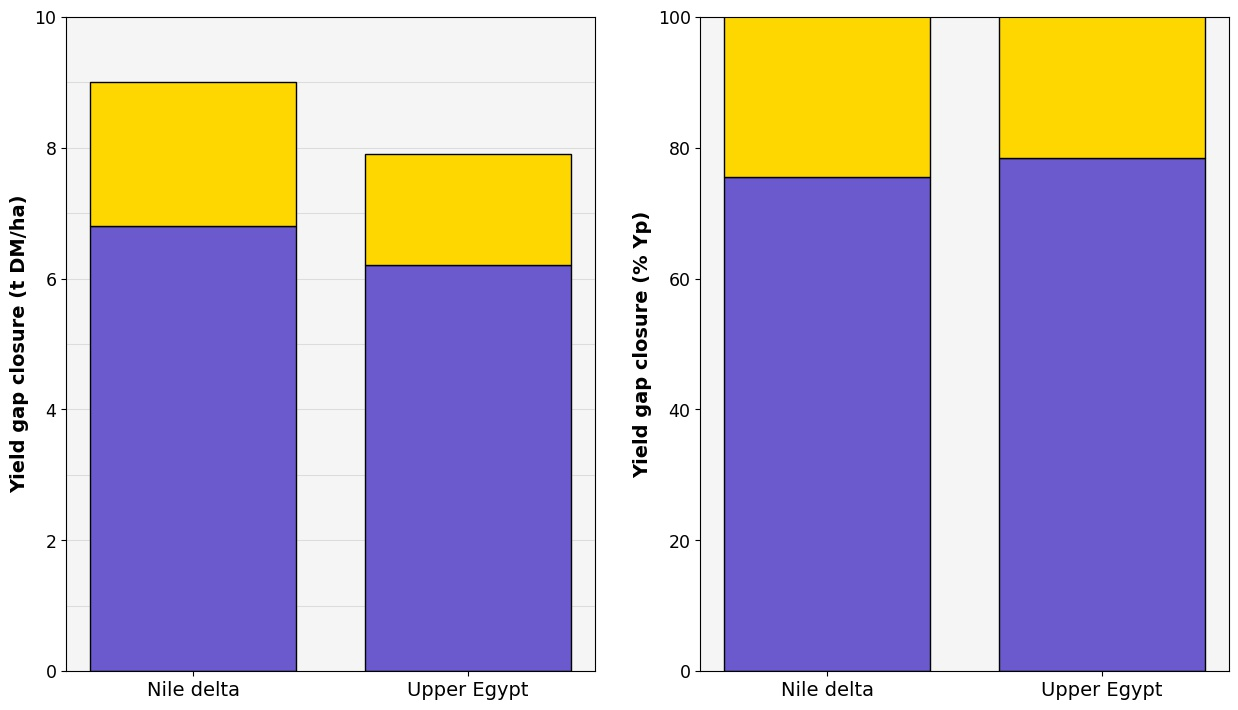 Yield gap closure (t DM/ha)
10
8
6
4
2
0
Nile delta
Upper Egypt
Yield gap closure (% Yp)
100
80
60
40
20
0
Nile delta
Upper Egypt